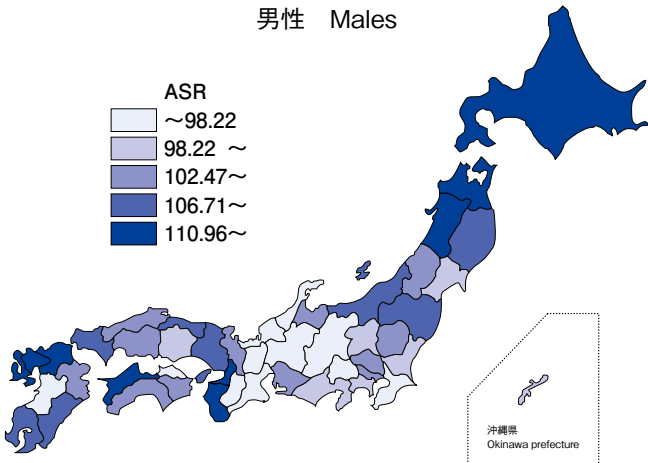 男性 Males
ASR
～98.22
98.22 ～
102.47～
106.71～
110.96～
沖縄県
Okinawa prefecture